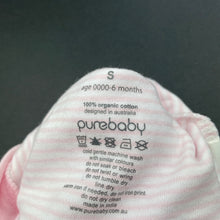 S
age 0000-6 months
100% organic cotton
designed in australia
purebaby
cold gentle machine wash
with similar colours
do not soak or bleach
do not twist or wring
do not tumble dry
line dry
warm iron if needed. do not iron print.
do not dry clean
made in india
www.purebaby.com.au